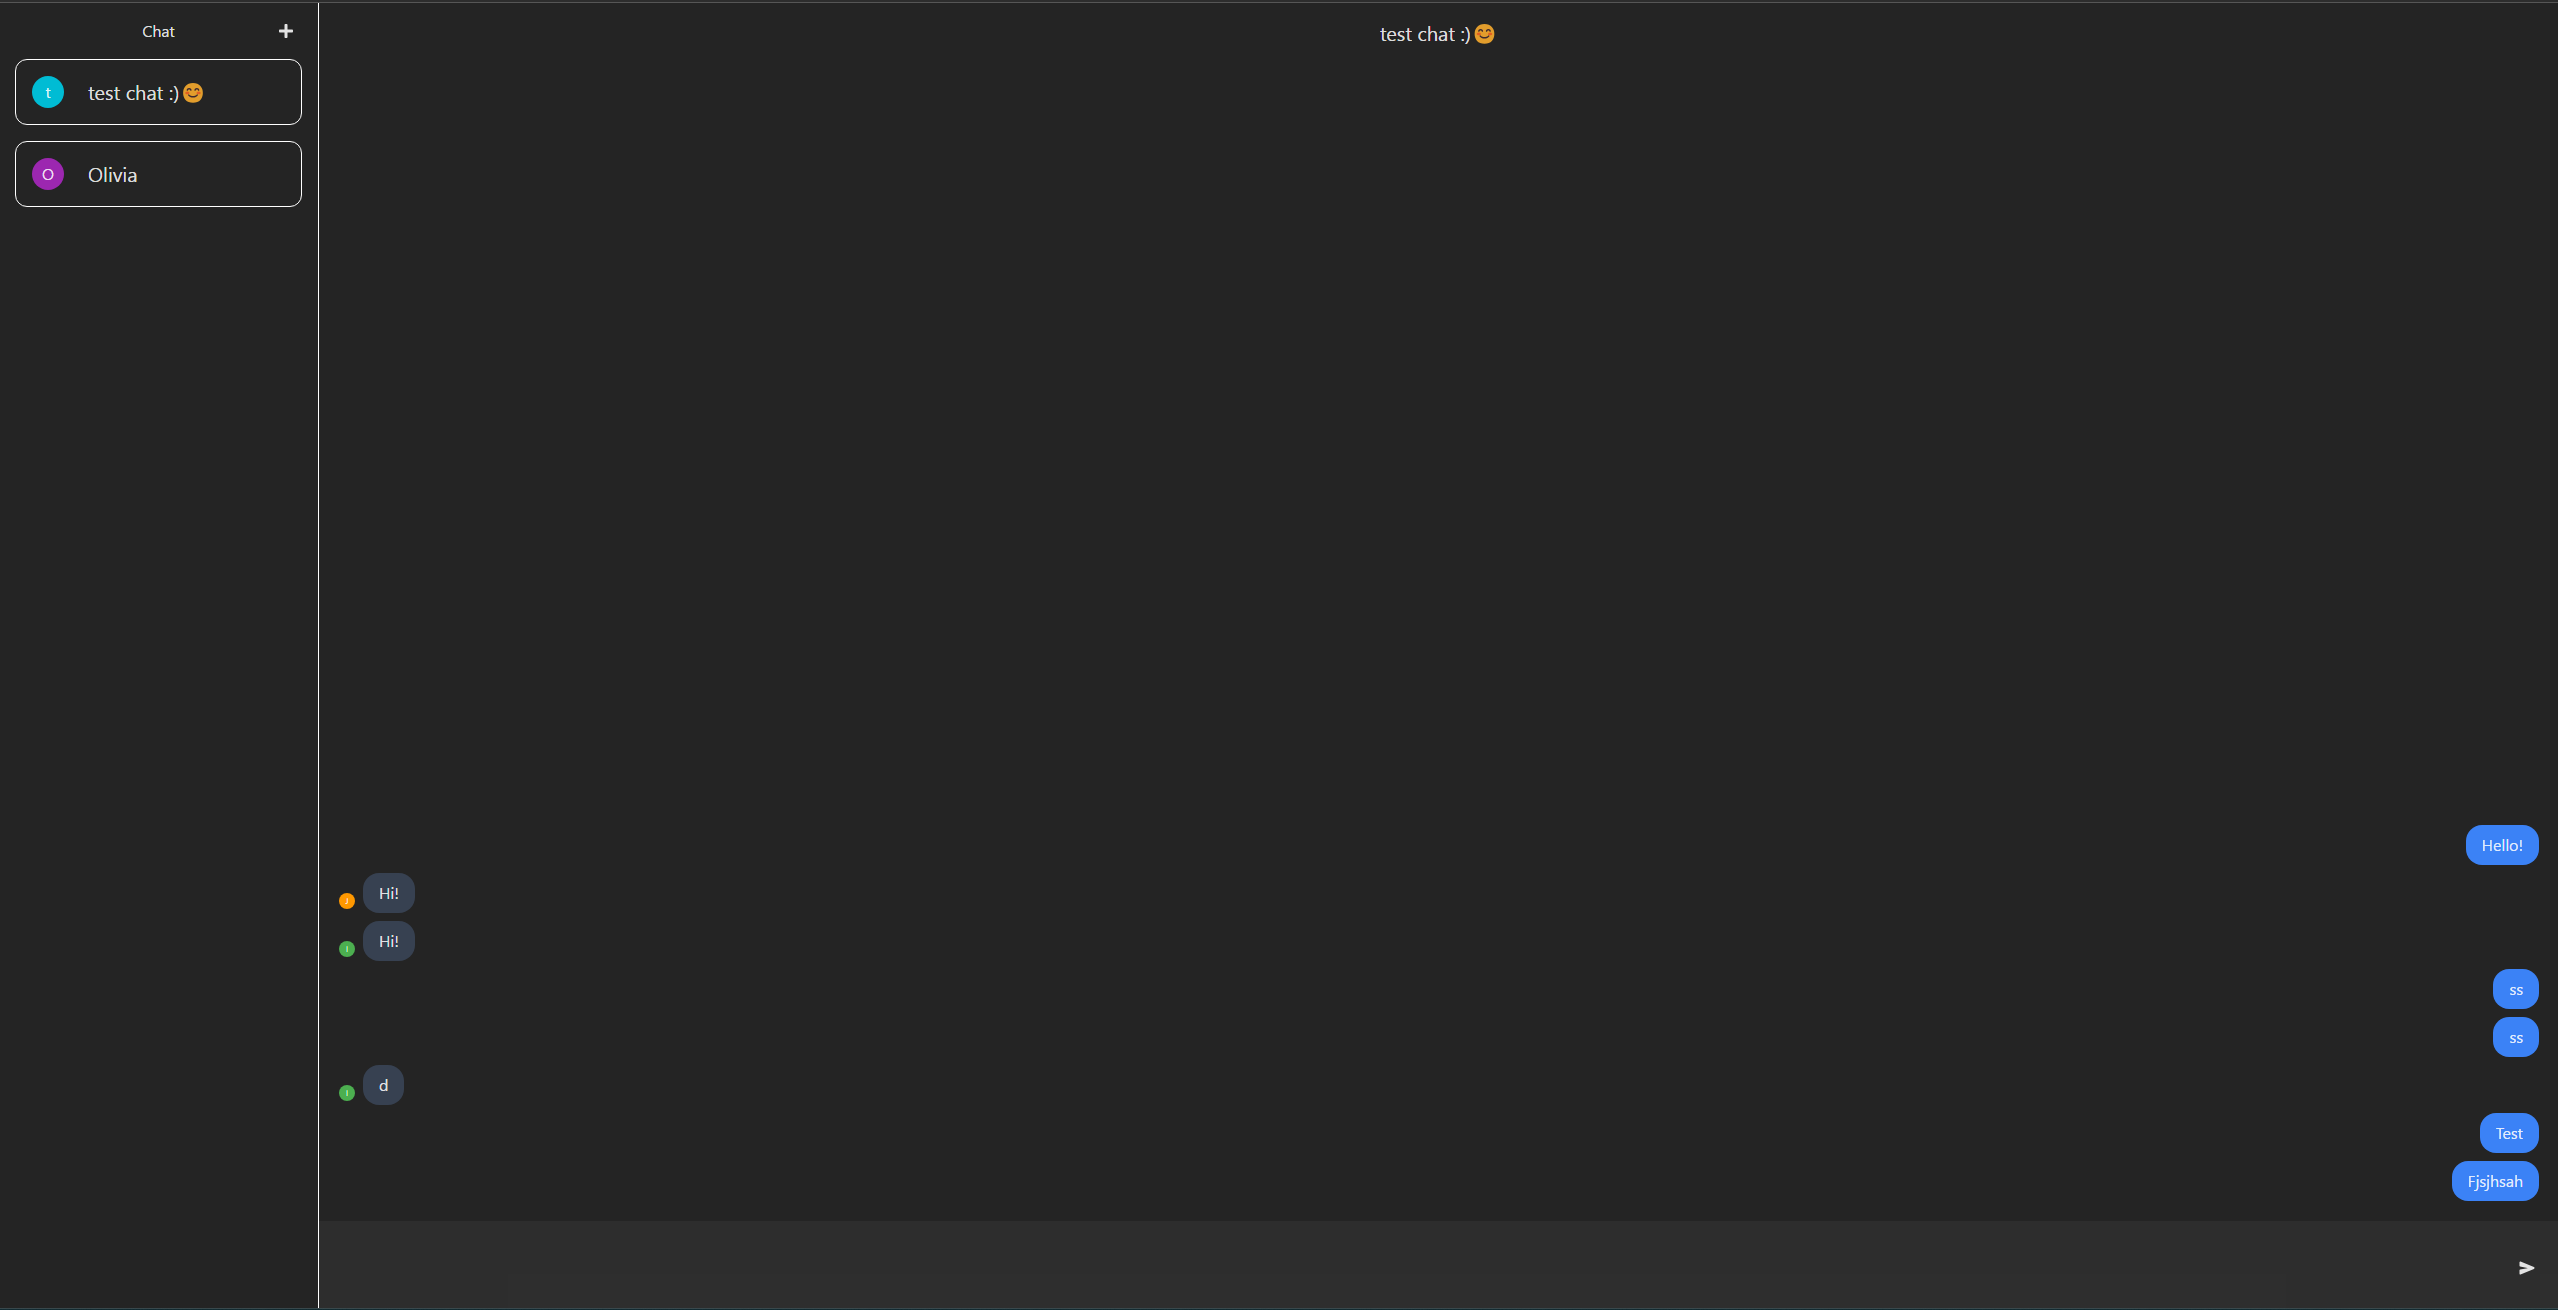 Chat
t
test chat :)😊
O
Olivia
test chat :)😊
Hello!
Hi!
Hi!
ss
ss
d
Test
Fjsjhsah